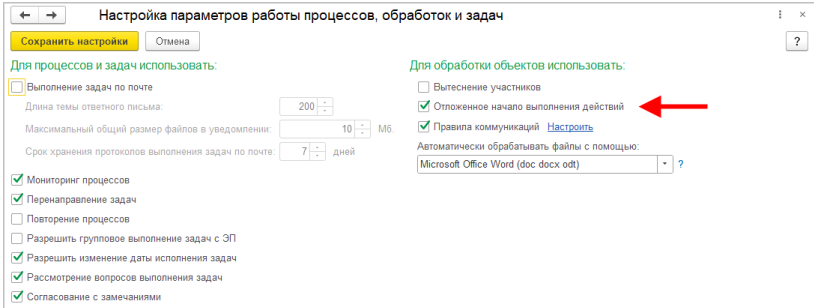 Настройка параметров работы процессов, обработок и задач
Сохранить настройки Отмена ?
Для процессов и задач использовать:
Выполнение задач по почте
Длина темы ответного письма: 200
Максимальный общий размер файлов в уведомлении: 10 Мб.
Срок хранения протоколов выполнения задач по почте: 7 дней
Мониторинг процессов
Перенаправление задач
Повторение процессов
Разрешить групповое выполнение задач с ЭП
Разрешить изменение даты исполнения задач
Рассмотрение вопросов выполнения задач
Согласование с замечаниями
Для обработки объектов использовать:
Вытеснение участников
Отложенное начало выполнения действий
Правила коммуникаций Настроить
Автоматически обрабатывать файлы с помощью:
Microsoft Office Word (doc docx odt) ?